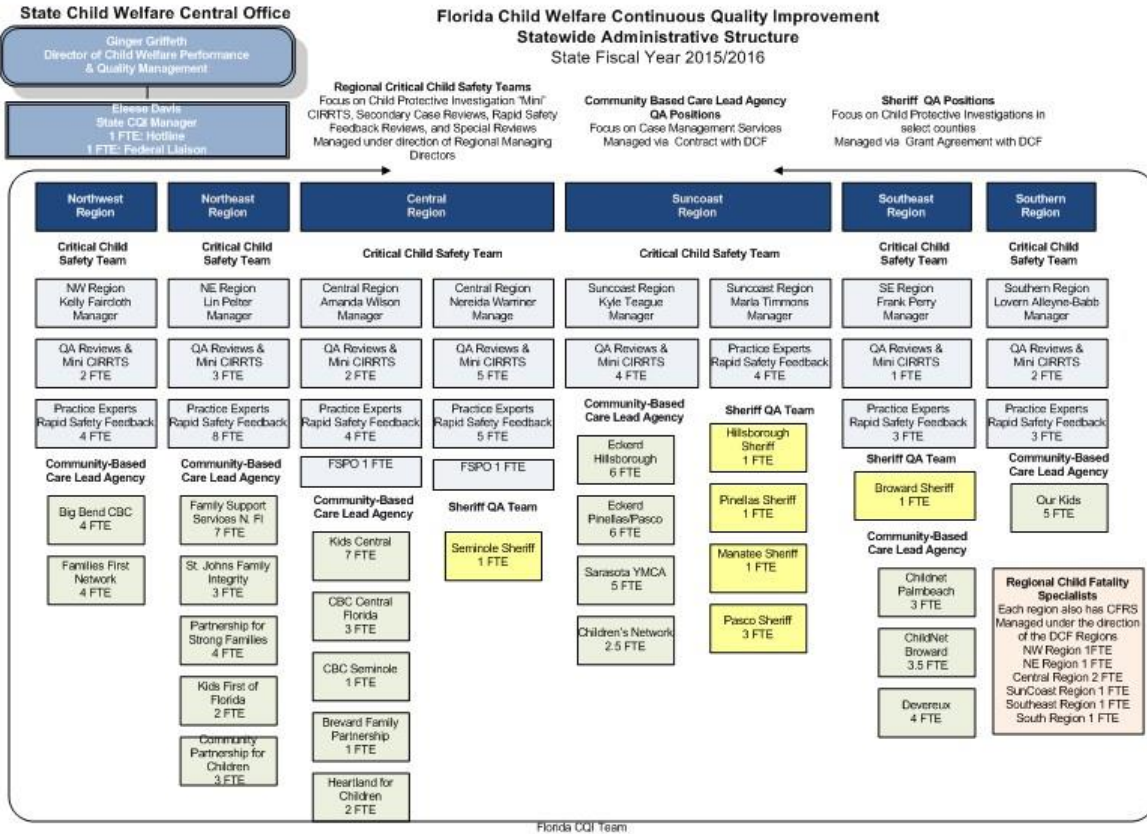 State Child Welfare Central Office
Ginger Griffeth
Director of Child Welfare Performance
& Quality Management
Eleese Davis
State CQI Manager
1 FTE: Hotline
1 FTE: Federal Liaison
Florida Child Welfare Continuous Quality Improvement
Statewide Administrative Structure
State Fiscal Year 2015/2016
Regional Critical Child Safety Teams
Focus on Child Protective Investigation "Mini"
CIRRTS, Secondary Case Reviews, Rapid Safety
Feedback Reviews, and Special Reviews
Managed under direction of Regional Managing
Directors
Community Based Care Lead Agency
QA Positions
Focus on Case Management Services
Managed via Contract with DCF
Sheriff QA Positions
Focus on Child Protective Investigations in
select counties
Managed via Grant Agreement with DCF
Northwest
Region
Critical Child
Safety Team
NW Region
Kelly Faircloth
Manager
QA Reviews &
Mini CIRRTS
2 FTE
Practice Experts
Rapid Safety Feedback
4 FTE
Community-Based
Care Lead Agency
Big Bend CBC
4 FTE
Families First
Network
4 FTE
Northeast
Region
Critical Child
Safety Team
NE Region
Lin Pelter
Manager
QA Reviews &
Mini CIRRTS
3 FTE
Practice Experts
Rapid Safety Feedback
8 FTE
Community-Based
Care Lead Agency
Family Support
Services N. Fl
7 FTE
St. Johns Family
Integrity
3 FTE
Partnership for
Strong Families
4 FTE
Kids First of
Florida
2 FTE
Community
Partnership for
Children
3 FTE
Central
Region
Critical Child Safety Team
Central Region
Amanda Wilson
Manager
QA Reviews &
Mini CIRRTS
2 FTE
Practice Experts
Rapid Safety Feedback
4 FTE
FSPO 1 FTE
Community-Based
Care Lead Agency
Kids Central
7 FTE
CBC Central
Florida
3 FTE
CBC Seminole
1 FTE
Brevard Family
Partnership
1 FTE
Heartland for
Children
2 FTE
Central Region
Nereida Warriner
Manage
QA Reviews &
Mini CIRRTS
5 FTE
Practice Experts
Rapid Safety Feedback
5 FTE
FSPO 1 FTE
Sheriff QA Team
Seminole Sheriff
1 FTE
Suncoast
Region
Critical Child Safety Team
Suncoast Region
Kyle Teague
Manager
QA Reviews &
Mini CIRRTS
4 FTE
Community-Based
Care Lead Agency
Eckerd
Hillsborough
6 FTE
Eckerd
Pinellas/Pasco
6 FTE
Sarasota YMCA
5 FTE
Children's Network
2.5 FTE
Suncoast Region
Marla Timmons
Manager
Practice Experts
Rapid Safety Feedback
4 FTE
Sheriff QA Team
Hillsborough
Sheriff
1 FTE
Pinellas Sheriff
1 FTE
Manatee Sheriff
1 FTE
Pasco Sheriff
3 FTE
Southeast
Region
Critical Child
Safety Team
SE Region
Frank Perry
Manager
QA Reviews &
Mini CIRRTS
1 FTE
Practice Experts
Rapid Safety Feedback
3 FTE
Sheriff QA Team
Broward Sheriff
1 FTE
Community-Based
Care Lead Agency
Childnet
Palmbeach
3 FTE
ChildNet
Broward
3.5 FTE
Devereux
4 FTE
Southern
Region
Critical Child
Safety Team
Southern Region
Lovern Alleyne-Babb
Manager
QA Reviews &
Mini CIRRTS
2 FTE
Practice Experts
Rapid Safety Feedback
3 FTE
Community-Based
Care Lead Agency
Our Kids
5 FTE
Regional Child Fatality
Specialists
Each region also has CFRS
Managed under the direction
of the DCF Regions
NW Region 1FTE
NE Region 1 FTE
Central Region 2 FTE
SunCoast Region 1 FTE
Southeast Region 1 FTE
South Region 1 FTE
Florida CQI Team